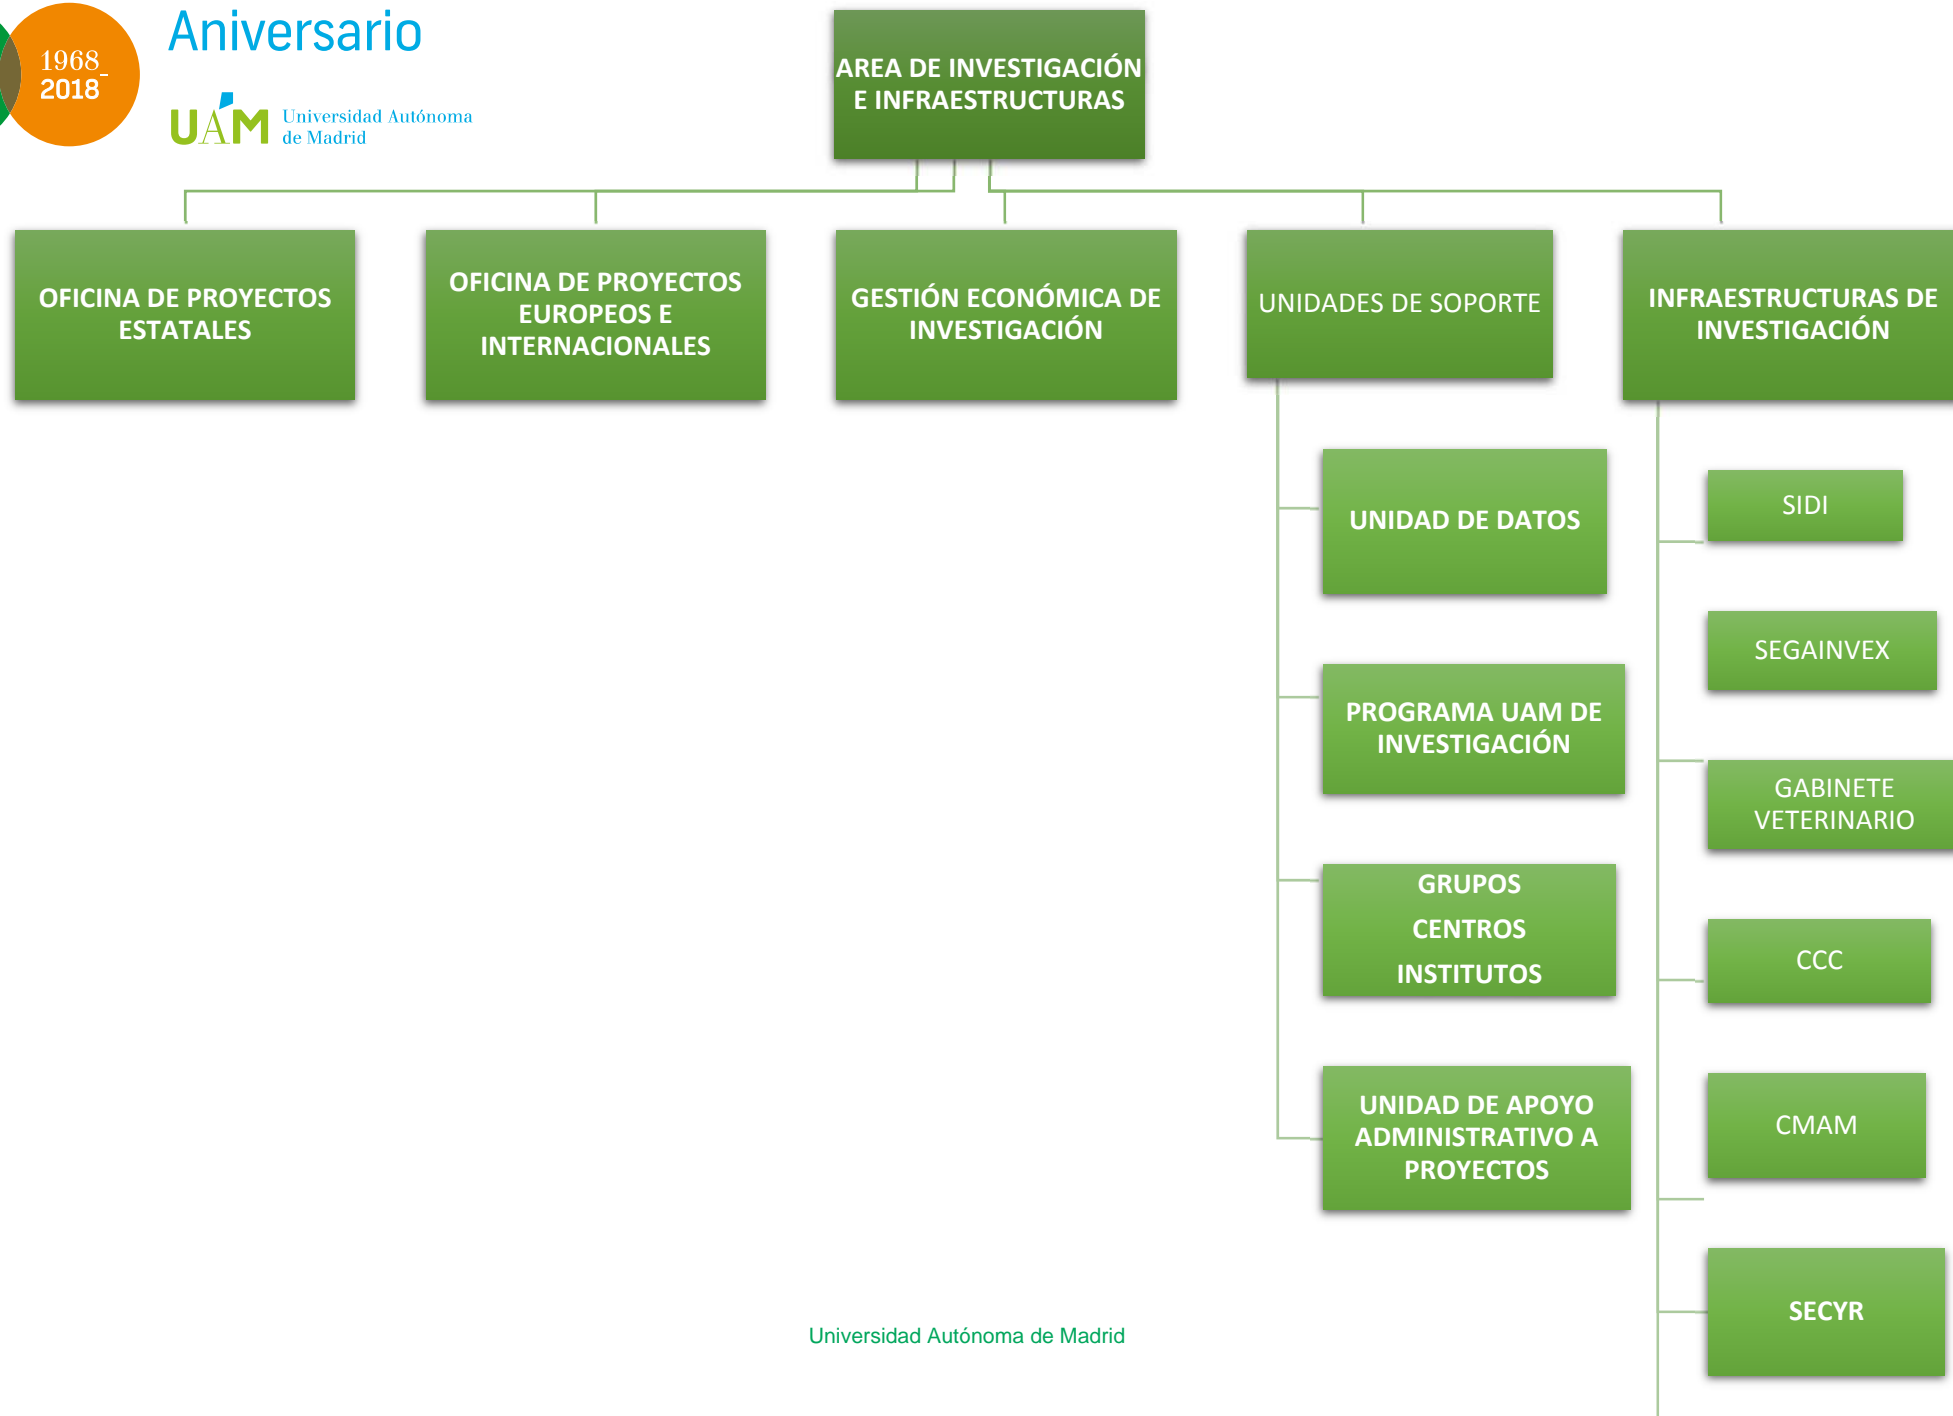 Aniversario
1968-
2018
UAM Universidad Autónoma
de Madrid
AREA DE INVESTIGACIÓN
E INFRAESTRUCTURAS
OFICINA DE PROYECTOS
ESTATALES
OFICINA DE PROYECTOS
EUROPEOS E
INTERNACIONALES
GESTIÓN ECONÓMICA DE
INVESTIGACIÓN
UNIDADES DE SOPORTE
INFRAESTRUCTURAS DE
INVESTIGACIÓN
UNIDAD DE DATOS
PROGRAMA UAM DE
INVESTIGACIÓN
GRUPOS
CENTROS
INSTITUTOS
UNIDAD DE APOYO
ADMINISTRATIVO A
PROYECTOS
SIDI
SEGAINVEX
GABINETE
VETERINARIO
CCC
CMAM
SECYR
Universidad Autónoma de Madrid